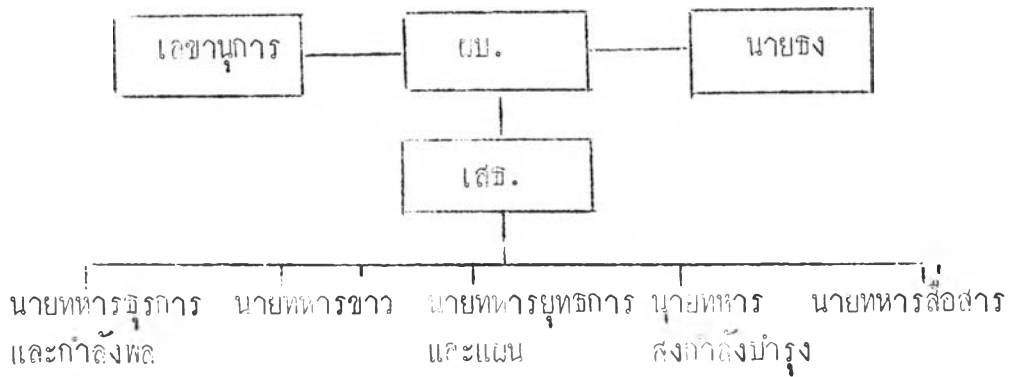 เลขานุการ ผบ. นายธง
เสธ.
นายทหารธุรการ นายทหารขาว นายทหารยุทธการ นายทหาร นายทหารสื่อสาร
และกำลังพล และแผน สงกำลังบำรุง